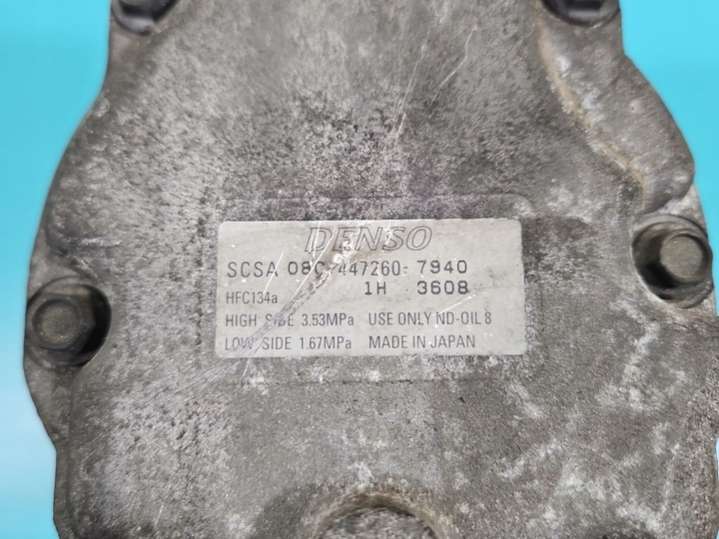 DENSO
SCSA 08C 447260-7940
HFC134a 1H 3608
HIGH SIDE 3.53MPa USE ONLY ND-OIL 8
LOW SIDE 1.67MPa MADE IN JAPAN